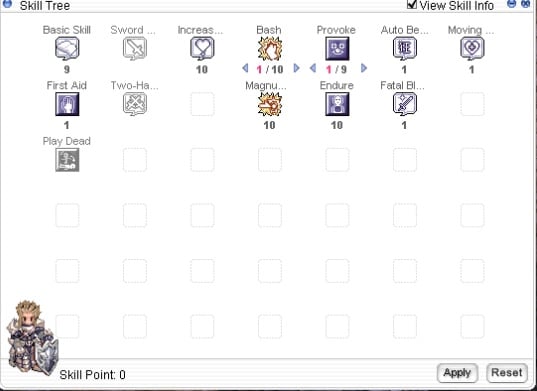 Skill Tree View Skill Info
Basic Skill Sword ... Increas... Bash Provoke Auto Be... Moving ...
9 10 1 / 10 1 / 9 1 1
First Aid Two-Ha... Magnu... Endure Fatal Bl...
1 10 10 1
Play Dead
Skill Point: 0 Apply Reset